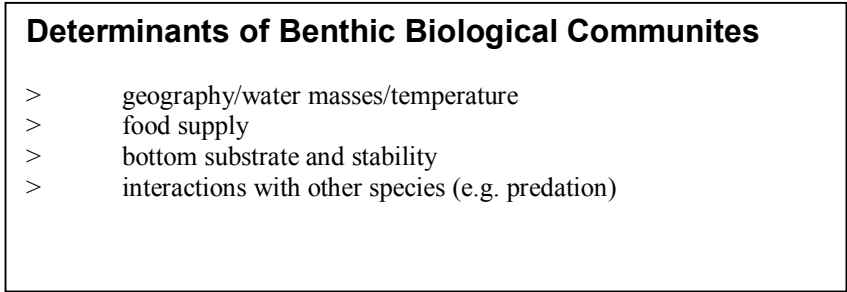 Determinants of Benthic Biological Communites
> geography/water masses/temperature
> food supply
> bottom substrate and stability
> interactions with other species (e.g. predation)